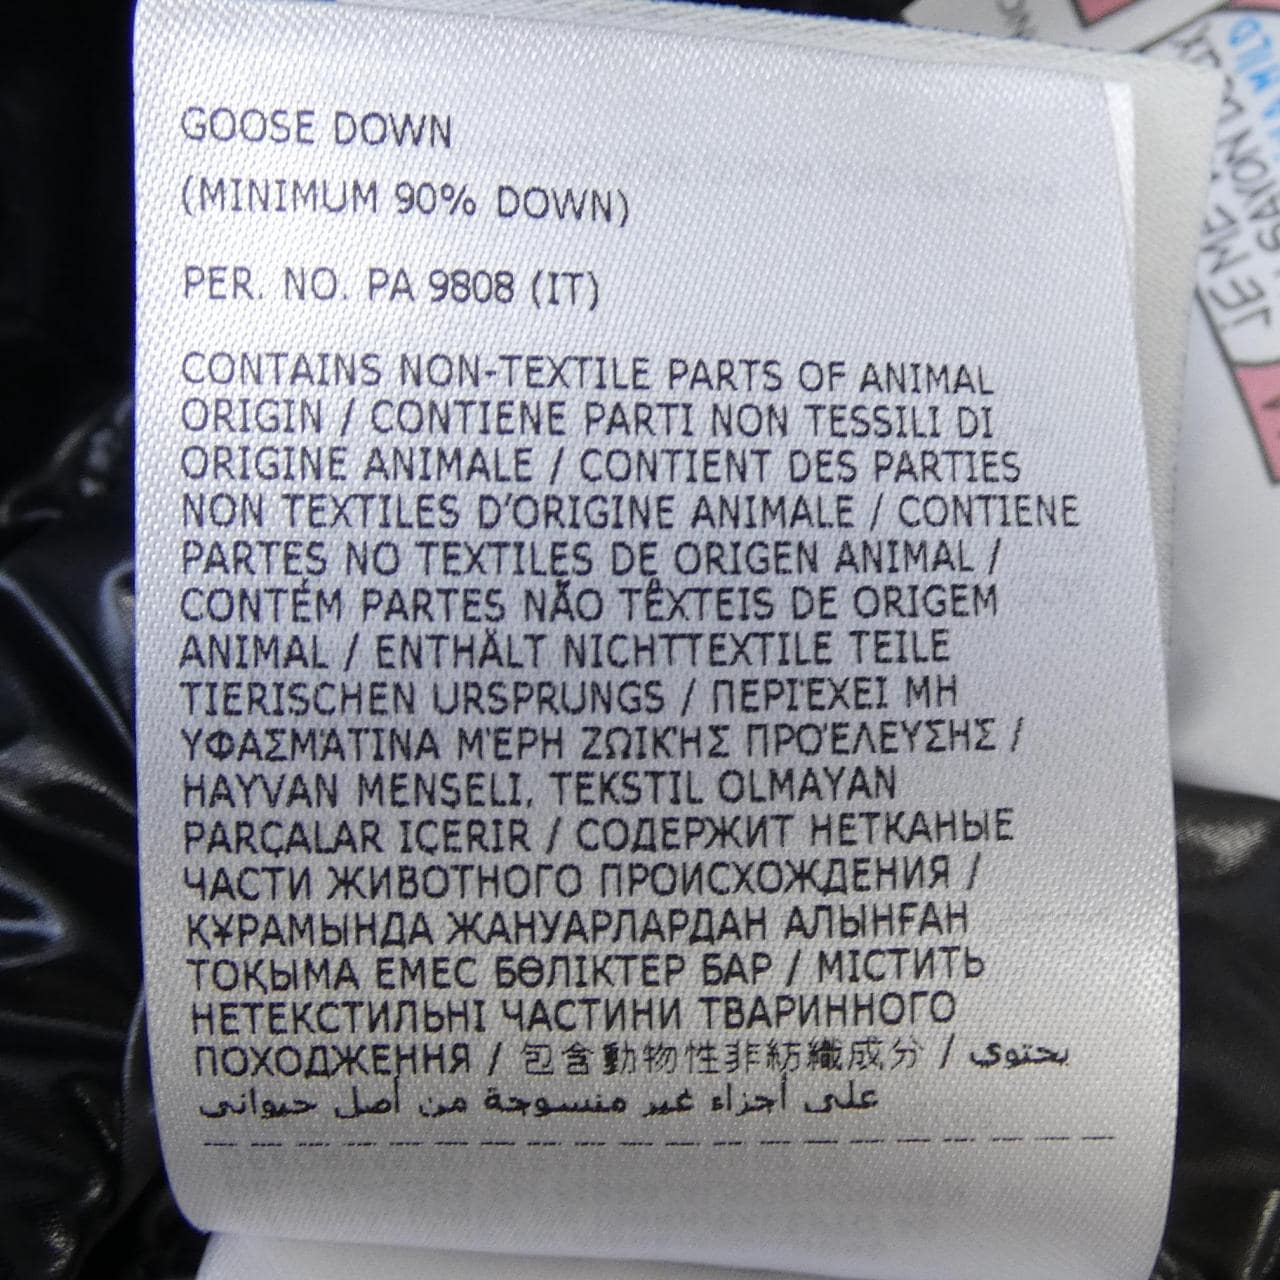 GOOSE DOWN
(MINIMUM 90% DOWN)
PER. NO. PA 9808 (IT)
CONTAINS NON-TEXTILE PARTS OF ANIMAL
ORIGIN / CONTIENE PARTI NON TESSILI DI
ORIGINE ANIMALE / CONTIENT DES PARTIES
NON TEXTILES D'ORIGINE ANIMALE / CONTIENE
PARTES NO TEXTILES DE ORIGEN ANIMAL /
CONTÉM PARTES NÃO TÊXTEIS DE ORIGEM
ANIMAL / ENTHÄLT NICHTTEXTILE TEILE
TIERISCHEN URSPRUNGS / ΠΕΡΙΈΧΕΙ ΜΗ
ΥΦΑΣΜΆΤΙΝΑ ΜΈΡΗ ΖΩΙΚΉΣ ΠΡΟΈΛΕΥΣΗΣ /
HAYVAN MENŞELI, TEKSTIL OLMAYAN
PARÇALAR IÇERIR / СОДЕРЖИТ НЕТКАНЫЕ
ЧАСТИ ЖИВОТНОГО ПРОИСХОЖДЕНИЯ /
ҚҰРАМЫНДА ЖАНУАРЛАРДАН АЛЫНҒАН
ТОҚЫМА ЕМЕС БӨЛІКТЕР БАР / МІСТИТЬ
НЕТЕКСТИЛЬНІ ЧАСТИНИ ТВАРИННОГО
ПОХОДЖЕННЯ / 包含動物性非紡織成分 / يحتوي
على أجزاء غير منسوجة من أصل حيواني
JE ME
SAYON